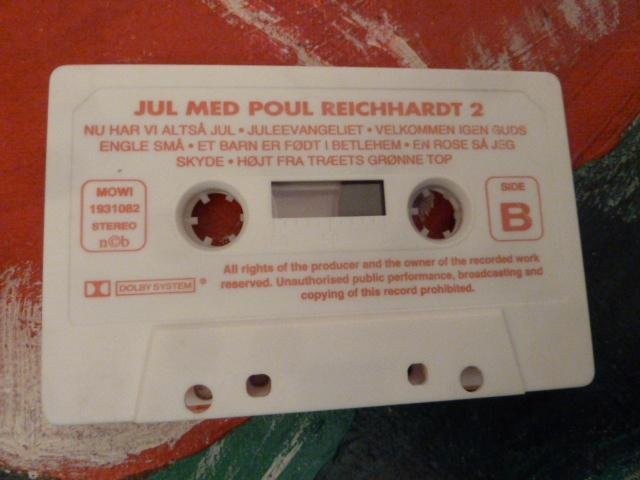 JUL MED POUL REICHHARDT 2
NU HAR VI ALTSÅ JUL • JULEEVANGELIET • VELKOMMEN IGEN GUDS
ENGLE SMÅ • ET BARN ER FØDT I BETLEHEM • EN ROSE SÅ JEG
SKYDE • HØJT FRA TRÆETS GRØNNE TOP
MOWI
1931082
STEREO
n©b
SIDE
B
DOLBY SYSTEM ®
All rights of the producer and the owner of the recorded work
reserved. Unauthorised public performance, broadcasting and
copying of this record prohibited.